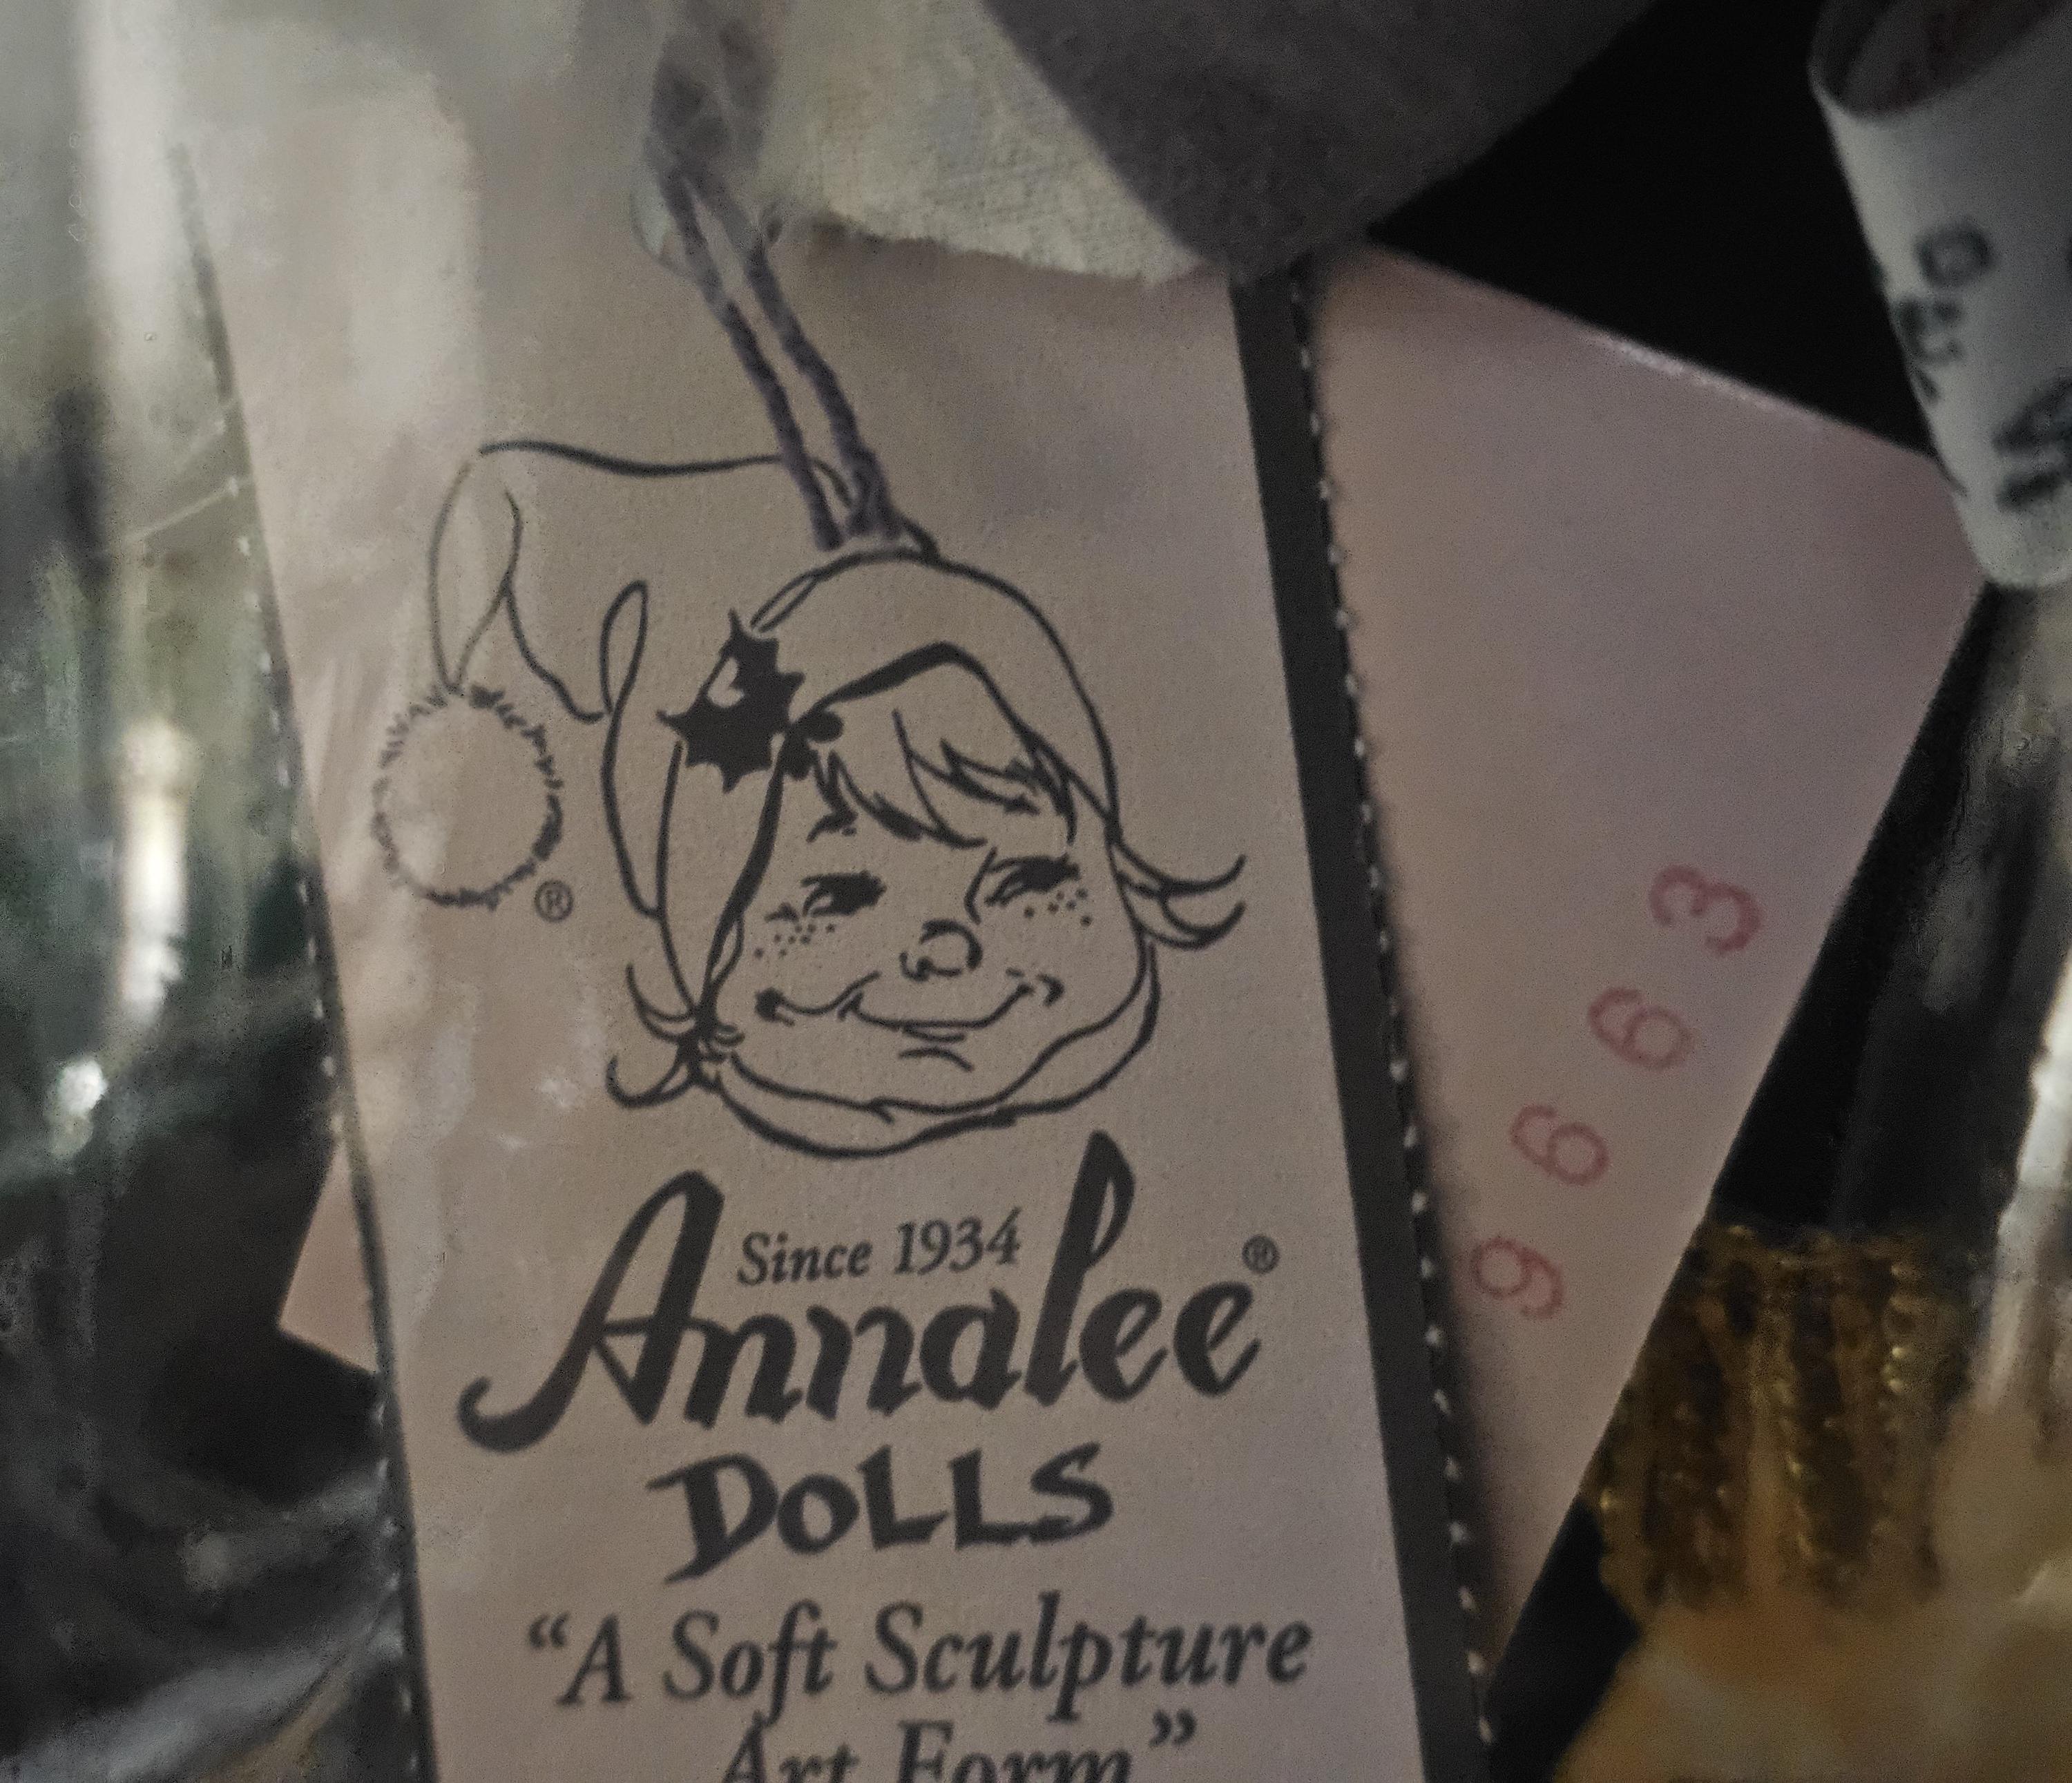 ®
Since 1934
Annalee®
DOLLS
"A Soft Sculpture
Art Form"
9663